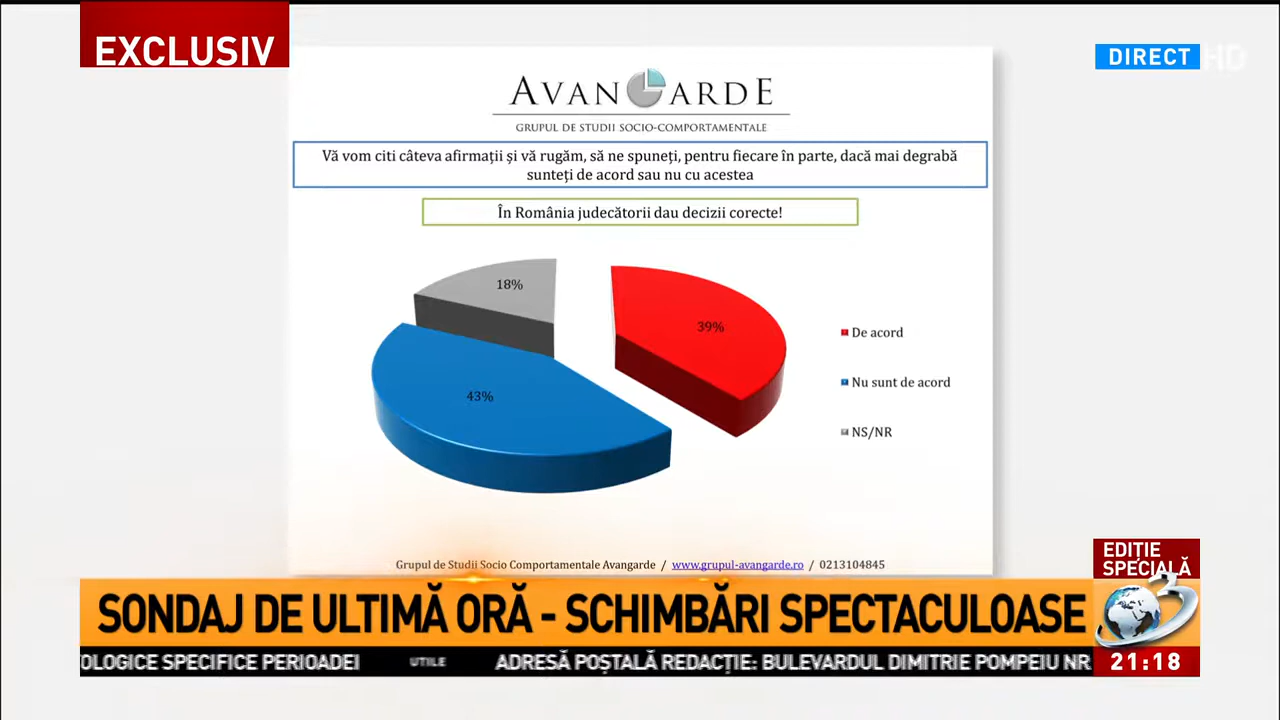 EXCLUSIV
DIRECT HD
AVANGARDE
GRUPUL DE STUDII SOCIO-COMPORTAMENTALE
Vă vom citi câteva afirmații și vă rugăm, să ne spuneți, pentru fiecare în parte, dacă mai degrabă
sunteți de acord sau nu cu acestea
În România judecătorii dau decizii corecte!
18%
39%
43%
De acord
Nu sunt de acord
NS/NR
Grupul de Studii Socio Comportamentale Avangarde / www.grupul-avangarde.ro / 0213104845
EDIȚIE
SPECIALĂ
SONDAJ DE ULTIMĂ ORĂ - SCHIMBĂRI SPECTACULOASE
3
OLOGICE SPECIFICE PERIOADEI UTILE ADRESĂ POȘTALĂ REDACȚIE: BULEVARDUL DIMITRIE POMPEIU NR
21:18